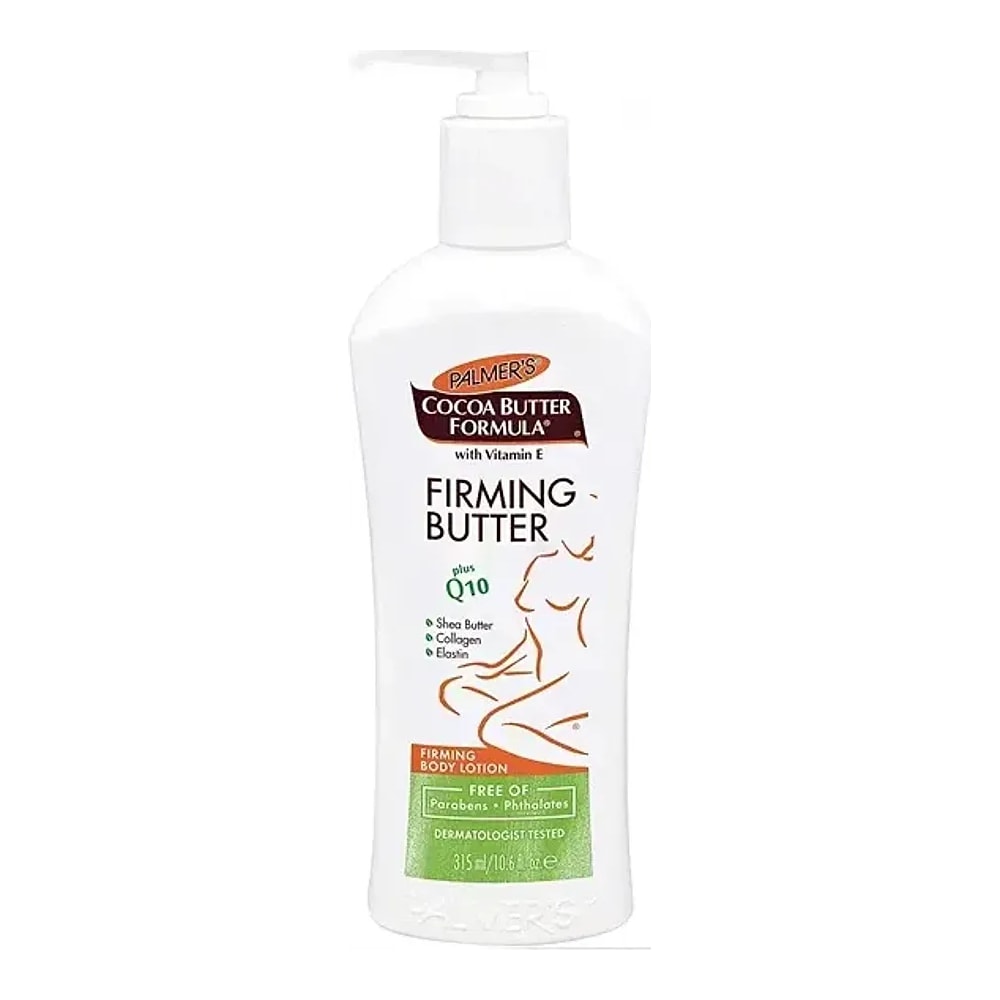 PALMER'S®
COCOA BUTTER
FORMULA®
with Vitamin E
FIRMING
BUTTER
plus
Q10
Shea Butter
Collagen
Elastin
®
FIRMING
BODY LOTION
FREE OF
Parabens • Phthalates
DERMATOLOGIST TESTED
315 ml/10.6 fl. oz. ℮
PALMER'S